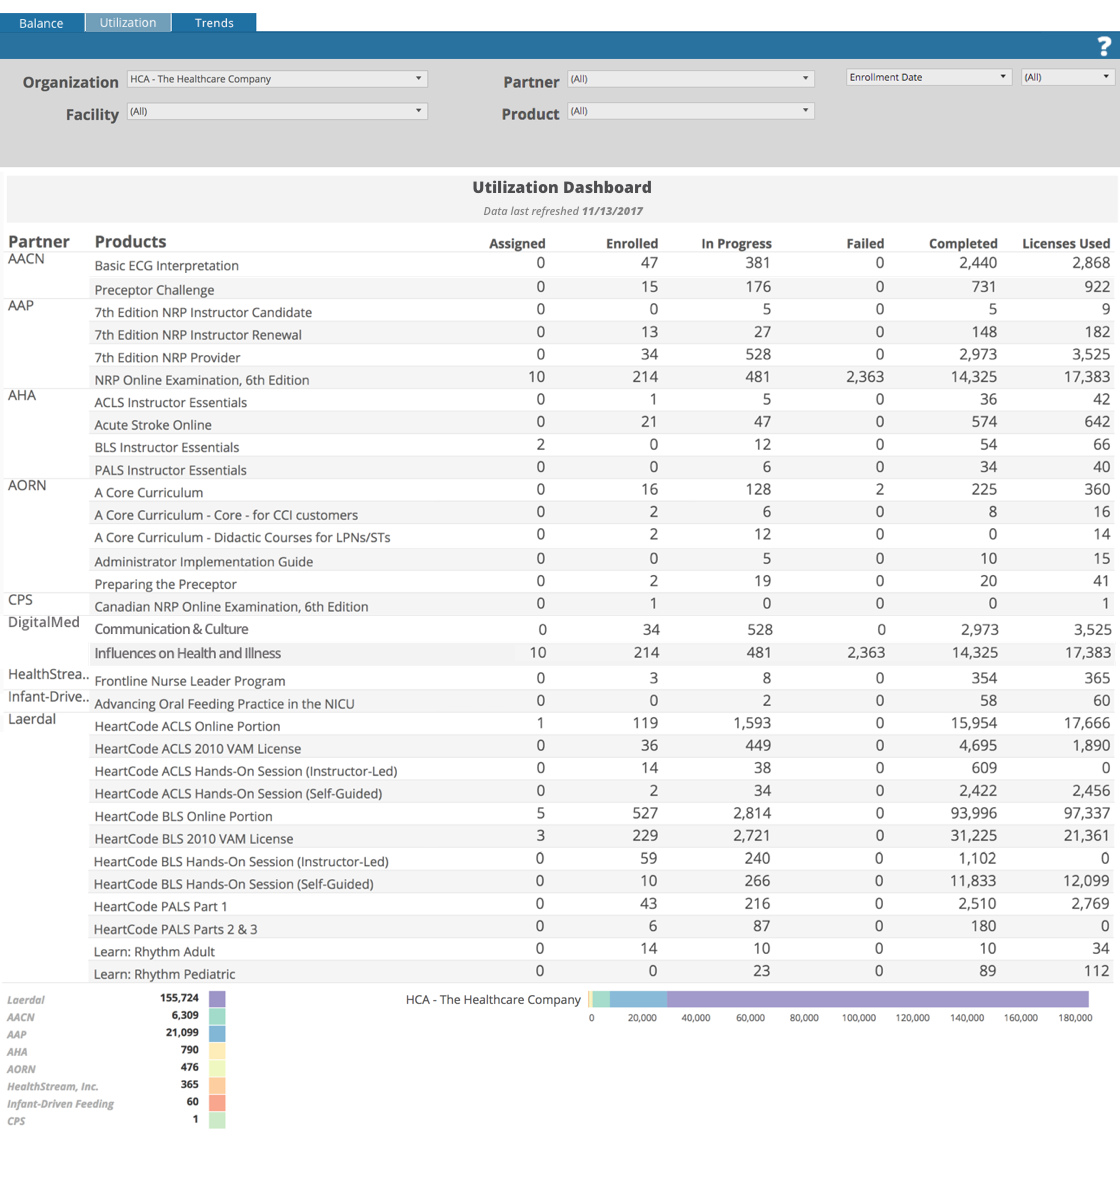 Balance Utilization Trends
?
Organization HCA - The Healthcare Company Partner (All) Enrollment Date (All)
Facility (All) Product (All)
Utilization Dashboard
Data last refreshed 11/13/2017
Partner Products Assigned Enrolled In Progress Failed Completed Licenses Used
AACN Basic ECG Interpretation 0 47 381 0 2,440 2,868
Preceptor Challenge 0 15 176 0 731 922
AAP 7th Edition NRP Instructor Candidate 0 0 5 0 5 9
7th Edition NRP Instructor Renewal 0 13 27 0 148 182
7th Edition NRP Provider 0 34 528 0 2,973 3,525
NRP Online Examination, 6th Edition 10 214 481 2,363 14,325 17,383
AHA ACLS Instructor Essentials 0 1 5 0 36 42
Acute Stroke Online 0 21 47 0 574 642
BLS Instructor Essentials 2 0 12 0 54 66
PALS Instructor Essentials 0 0 6 0 34 40
AORN A Core Curriculum 0 16 128 2 225 360
A Core Curriculum - Core - for CCI customers 0 2 6 0 8 16
A Core Curriculum - Didactic Courses for LPNs/STs 0 2 12 0 0 14
Administrator Implementation Guide 0 0 5 0 10 15
Preparing the Preceptor 0 2 19 0 20 41
CPS Canadian NRP Online Examination, 6th Edition 0 1 0 0 0 1
DigitalMed Communication & Culture 0 34 528 0 2,973 3,525
Influences on Health and Illness 10 214 481 2,363 14,325 17,383
HealthStrea.. Frontline Nurse Leader Program 0 3 8 0 354 365
Infant-Drive.. Advancing Oral Feeding Practice in the NICU 0 0 2 0 58 60
Laerdal HeartCode ACLS Online Portion 1 119 1,593 0 15,954 17,666
HeartCode ACLS 2010 VAM License 0 36 449 0 4,695 1,890
HeartCode ACLS Hands-On Session (Instructor-Led) 0 14 38 0 609 0
HeartCode ACLS Hands-On Session (Self-Guided) 0 2 34 0 2,422 2,456
HeartCode BLS Online Portion 5 527 2,814 0 93,996 97,337
HeartCode BLS 2010 VAM License 3 229 2,721 0 31,225 21,361
HeartCode BLS Hands-On Session (Instructor-Led) 0 59 240 0 1,102 0
HeartCode BLS Hands-On Session (Self-Guided) 0 10 266 0 11,833 12,099
HeartCode PALS Part 1 0 43 216 0 2,510 2,769
HeartCode PALS Parts 2 & 3 0 6 87 0 180 0
Learn: Rhythm Adult 0 14 10 0 10 34
Learn: Rhythm Pediatric 0 0 23 0 89 112
Laerdal 155,724
AACN 6,309
AAP 21,099
AHA 790
AORN 476
HealthStream, Inc. 365
Infant-Driven Feeding 60
CPS 1
HCA - The Healthcare Company
0 20,000 40,000 60,000 80,000 100,000 120,000 140,000 160,000 180,000